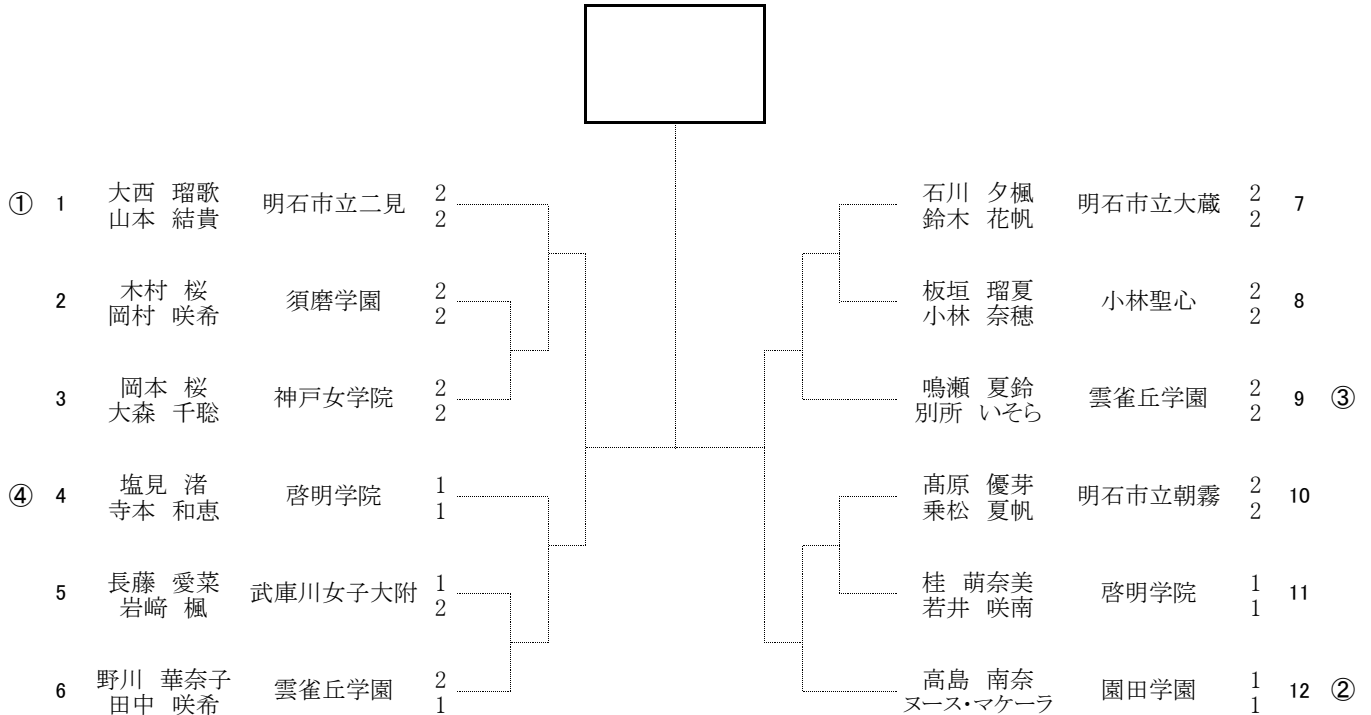 ① 1 大西 瑠歌 明石市立二見 2
山本 結貴 2
2 木村 桜 須磨学園 2
岡村 咲希 2
3 岡本 桜 神戸女学院 2
大森 千聡 2
④ 4 塩見 渚 啓明学院 1
寺本 和恵 1
5 長藤 愛菜 武庫川女子大附 1
岩﨑 楓 2
6 野川 華奈子 雲雀丘学園 2
田中 咲希 1
石川 夕楓 明石市立大蔵 2 7
鈴木 花帆 2
板垣 瑠夏 小林聖心 2 8
小林 奈穂 2
鳴瀬 夏鈴 雲雀丘学園 2 9 ③
別所 いそら 2
髙原 優芽 明石市立朝霧 2 10
乗松 夏帆 2
桂 萌奈美 啓明学院 1 11
若井 咲南 1
高島 南奈 園田学園 1 12 ②
ヌース・マケーラ 1